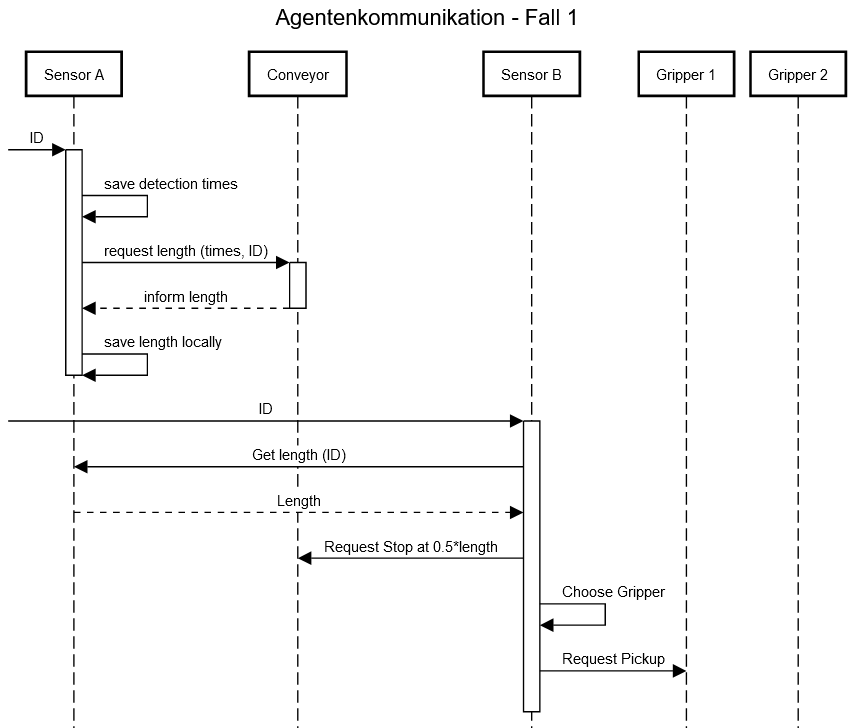 Agentenkommunikation - Fall 1
Sensor A
Conveyor
Sensor B
Gripper 1
Gripper 2
ID
save detection times
request length (times, ID)
inform length
save length locally
ID
Get length (ID)
Length
Request Stop at 0.5*length
Choose Gripper
Request Pickup